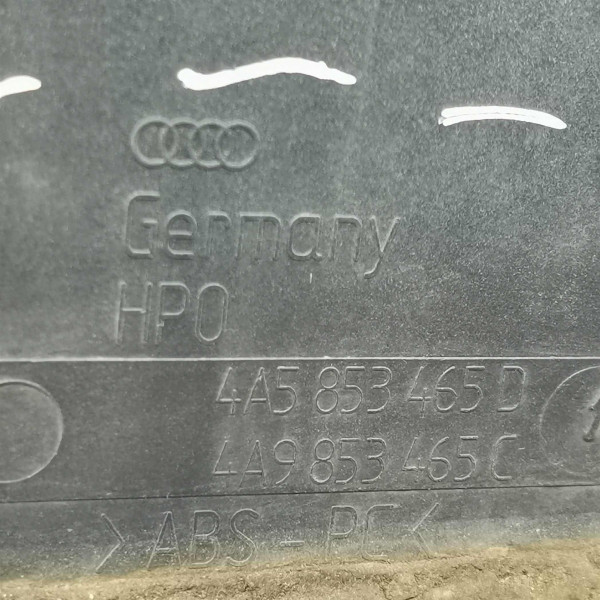 Germany
HPO
4A5 853 465 D
4A9 853 465 C
>ABS-PC<